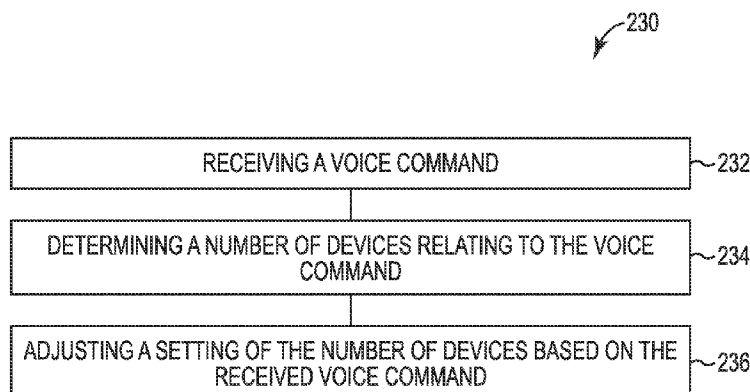 230
RECEIVING A VOICE COMMAND
232
DETERMINING A NUMBER OF DEVICES RELATING TO THE VOICE
COMMAND
234
ADJUSTING A SETTING OF THE NUMBER OF DEVICES BASED ON THE
RECEIVED VOICE COMMAND
236